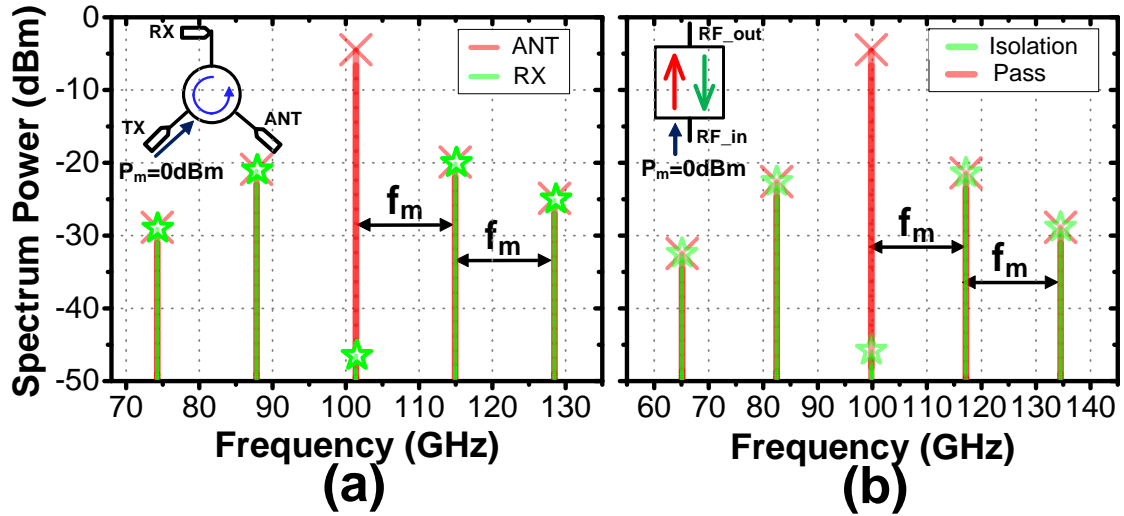 Spectrum Power (dBm)
0
-10
-20
-30
-40
-50
RX
TX
ANT
P_m=0dBm
ANT
RX
f_m
f_m
70 80 90 100 110 120 130
Frequency (GHz)
(a)
RF_out
RF_in
P_m=0dBm
Isolation
Pass
f_m
f_m
60 70 80 90 100 110 120 130 140
Frequency (GHz)
(b)